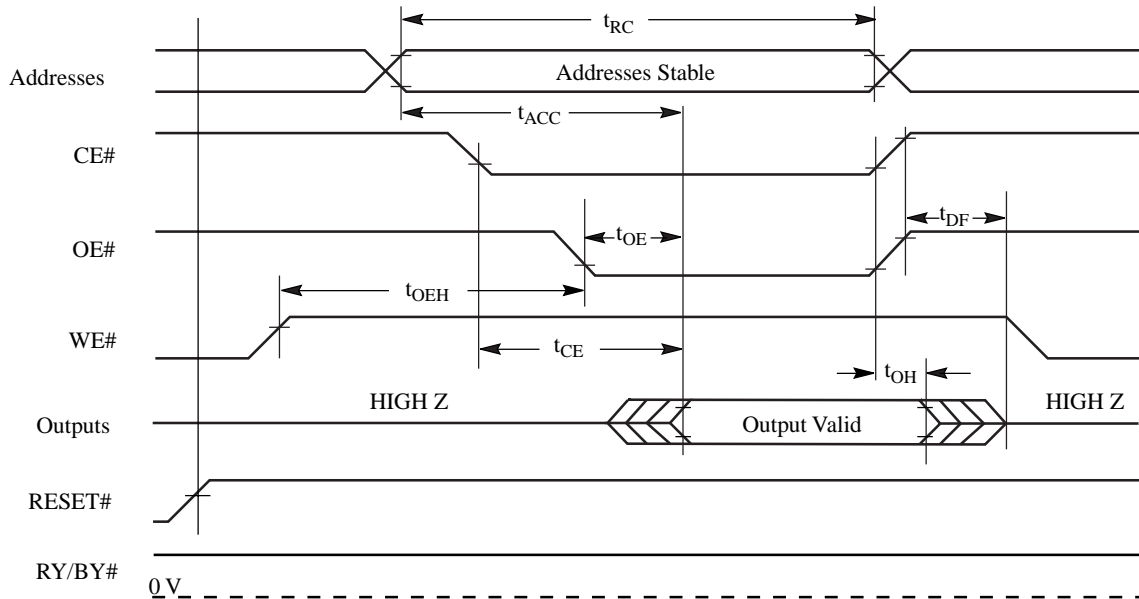 tRC
Addresses
Addresses Stable
tACC
CE#
tDF
OE#
tOE
tOEH
WE#
tCE
tOH
HIGH Z
HIGH Z
Outputs
Output Valid
RESET#
RY/BY#
0 V